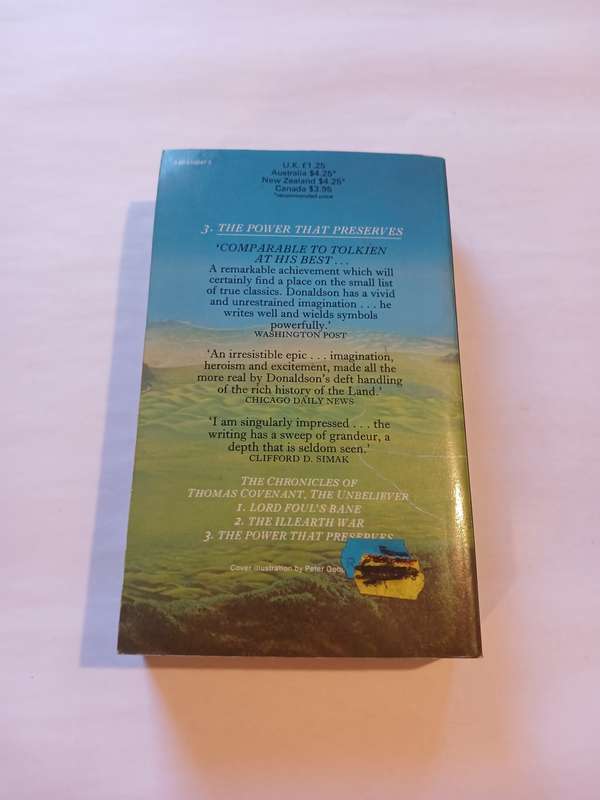 U.K. £1.25
Australia $4.25*
New Zealand $4.25*
Canada $3.95
*recommended price
3. THE POWER THAT PRESERVES
‘COMPARABLE TO TOLKIEN
AT HIS BEST . . .
A remarkable achievement which will
certainly find a place on the small list
of true classics. Donaldson has a vivid
and unrestrained imagination . . . he
writes well and wields symbols
powerfully.’
WASHINGTON POST
‘An irresistible epic . . . imagination,
heroism and excitement, made all the
more real by Donaldson's deft handling
of the rich history of the Land.’
CHICAGO DAILY NEWS
‘I am singularly impressed . . . the
writing has a sweep of grandeur, a
depth that is seldom seen.’
CLIFFORD D. SIMAK
THE CHRONICLES OF
THOMAS COVENANT, THE UNBELIEVER
1. LORD FOUL'S BANE
2. THE ILLEARTH WAR
3. THE POWER THAT PRESERVES
Cover illustration by Peter